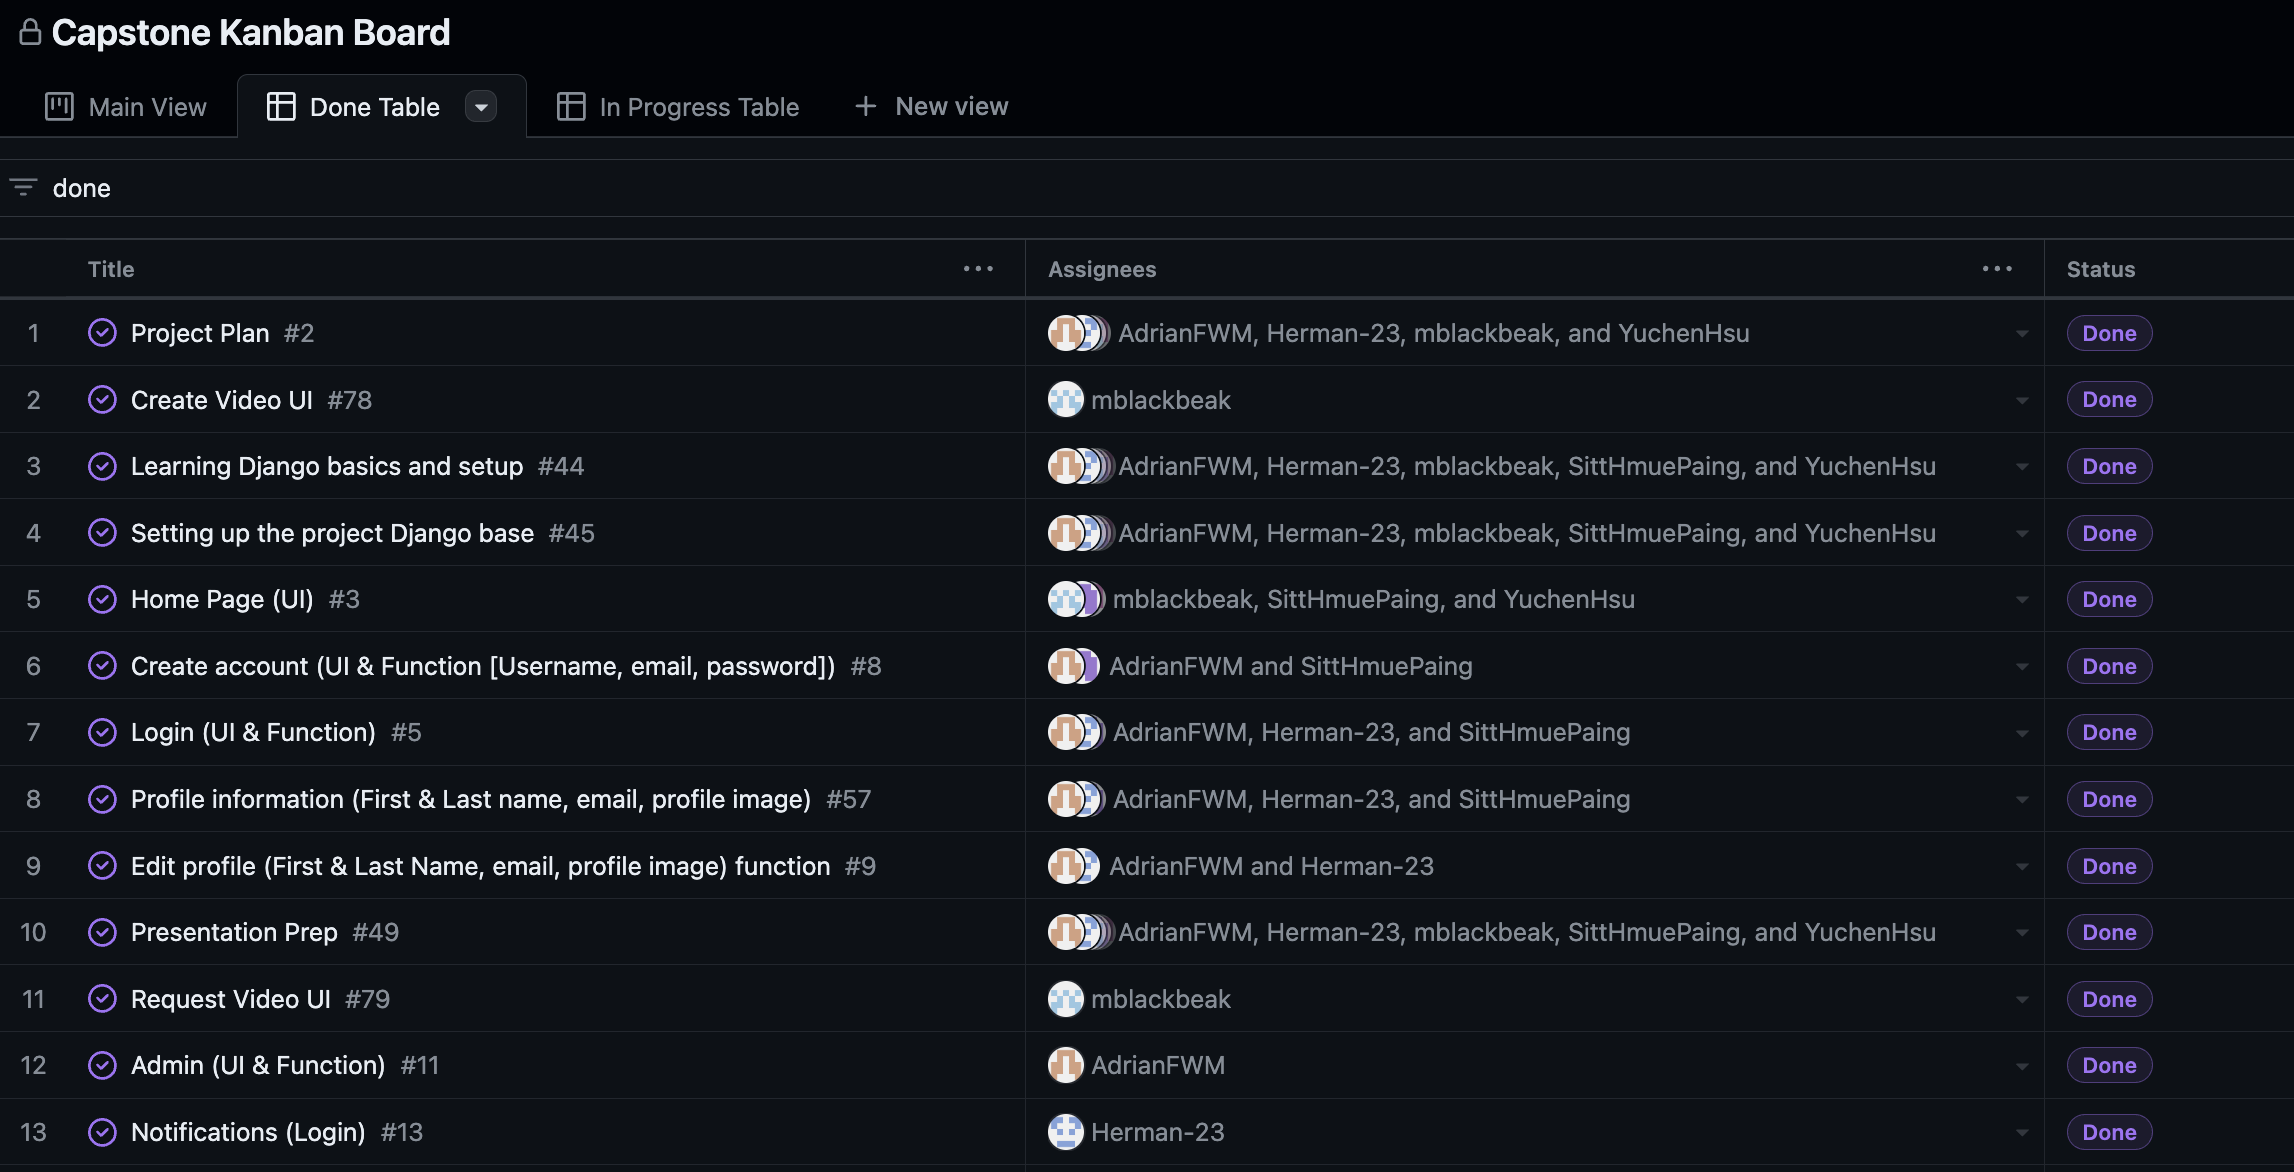 Capstone Kanban Board
Main View Done Table In Progress Table + New view
done
Title ... Assignees ... Status
1 Project Plan #2 AdrianFWM, Herman-23, mblackbeak, and YuchenHsu Done
2 Create Video UI #78 mblackbeak Done
3 Learning Django basics and setup #44 AdrianFWM, Herman-23, mblackbeak, SittHmuePaing, and YuchenHsu Done
4 Setting up the project Django base #45 AdrianFWM, Herman-23, mblackbeak, SittHmuePaing, and YuchenHsu Done
5 Home Page (UI) #3 mblackbeak, SittHmuePaing, and YuchenHsu Done
6 Create account (UI & Function [Username, email, password]) #8 AdrianFWM and SittHmuePaing Done
7 Login (UI & Function) #5 AdrianFWM, Herman-23, and SittHmuePaing Done
8 Profile information (First & Last name, email, profile image) #57 AdrianFWM, Herman-23, and SittHmuePaing Done
9 Edit profile (First & Last Name, email, profile image) function #9 AdrianFWM and Herman-23 Done
10 Presentation Prep #49 AdrianFWM, Herman-23, mblackbeak, SittHmuePaing, and YuchenHsu Done
11 Request Video UI #79 mblackbeak Done
12 Admin (UI & Function) #11 AdrianFWM Done
13 Notifications (Login) #13 Herman-23 Done